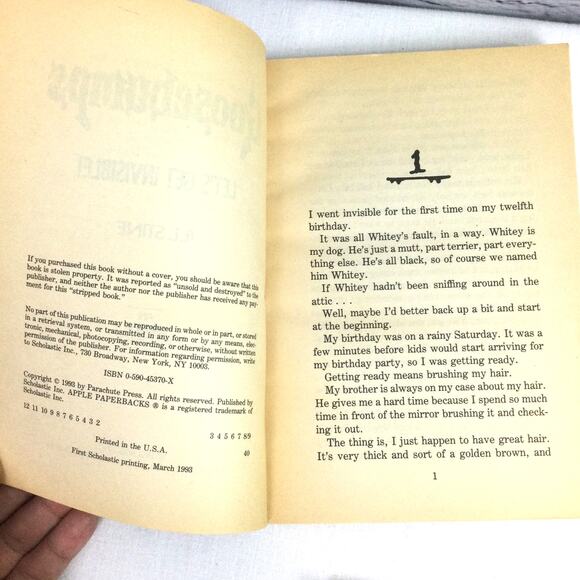 If you purchased this book without a cover, you should be aware that this
book is stolen property. It was reported as "unsold and destroyed" to the
publisher, and neither the author nor the publisher has received any pay-
ment for this "stripped book."
No part of this publication may be reproduced in whole or in part, or stored
in a retrieval system, or transmitted in any form or by any means, elec-
tronic, mechanical, photocopying, recording, or otherwise, without written
permission of the publisher. For information regarding permission, write
to Scholastic Inc., 730 Broadway, New York, NY 10003.
ISBN 0-590-45370-X
Copyright © 1993 by Parachute Press. All rights reserved. Published by
Scholastic Inc. APPLE PAPERBACKS ® is a registered trademark of
Scholastic Inc.
12 11 10 9 8 7 6 5 4 3 2 3 4 5 6 7 8/9
Printed in the U.S.A. 40
First Scholastic printing, March 1993
1
I went invisible for the first time on my twelfth
birthday.
It was all Whitey's fault, in a way. Whitey is
my dog. He's just a mutt, part terrier, part every-
thing else. He's all black, so of course we named
him Whitey.
If Whitey hadn't been sniffing around in the
attic . . .
Well, maybe I'd better back up a bit and start
at the beginning.
My birthday was on a rainy Saturday. It was a
few minutes before kids would start arriving for
my birthday party, so I was getting ready.
Getting ready means brushing my hair.
My brother is always on my case about my hair.
He gives me a hard time because I spend so much
time in front of the mirror brushing it and check-
ing it out.
The thing is, I just happen to have great hair.
It's very thick and sort of a golden brown, and
1